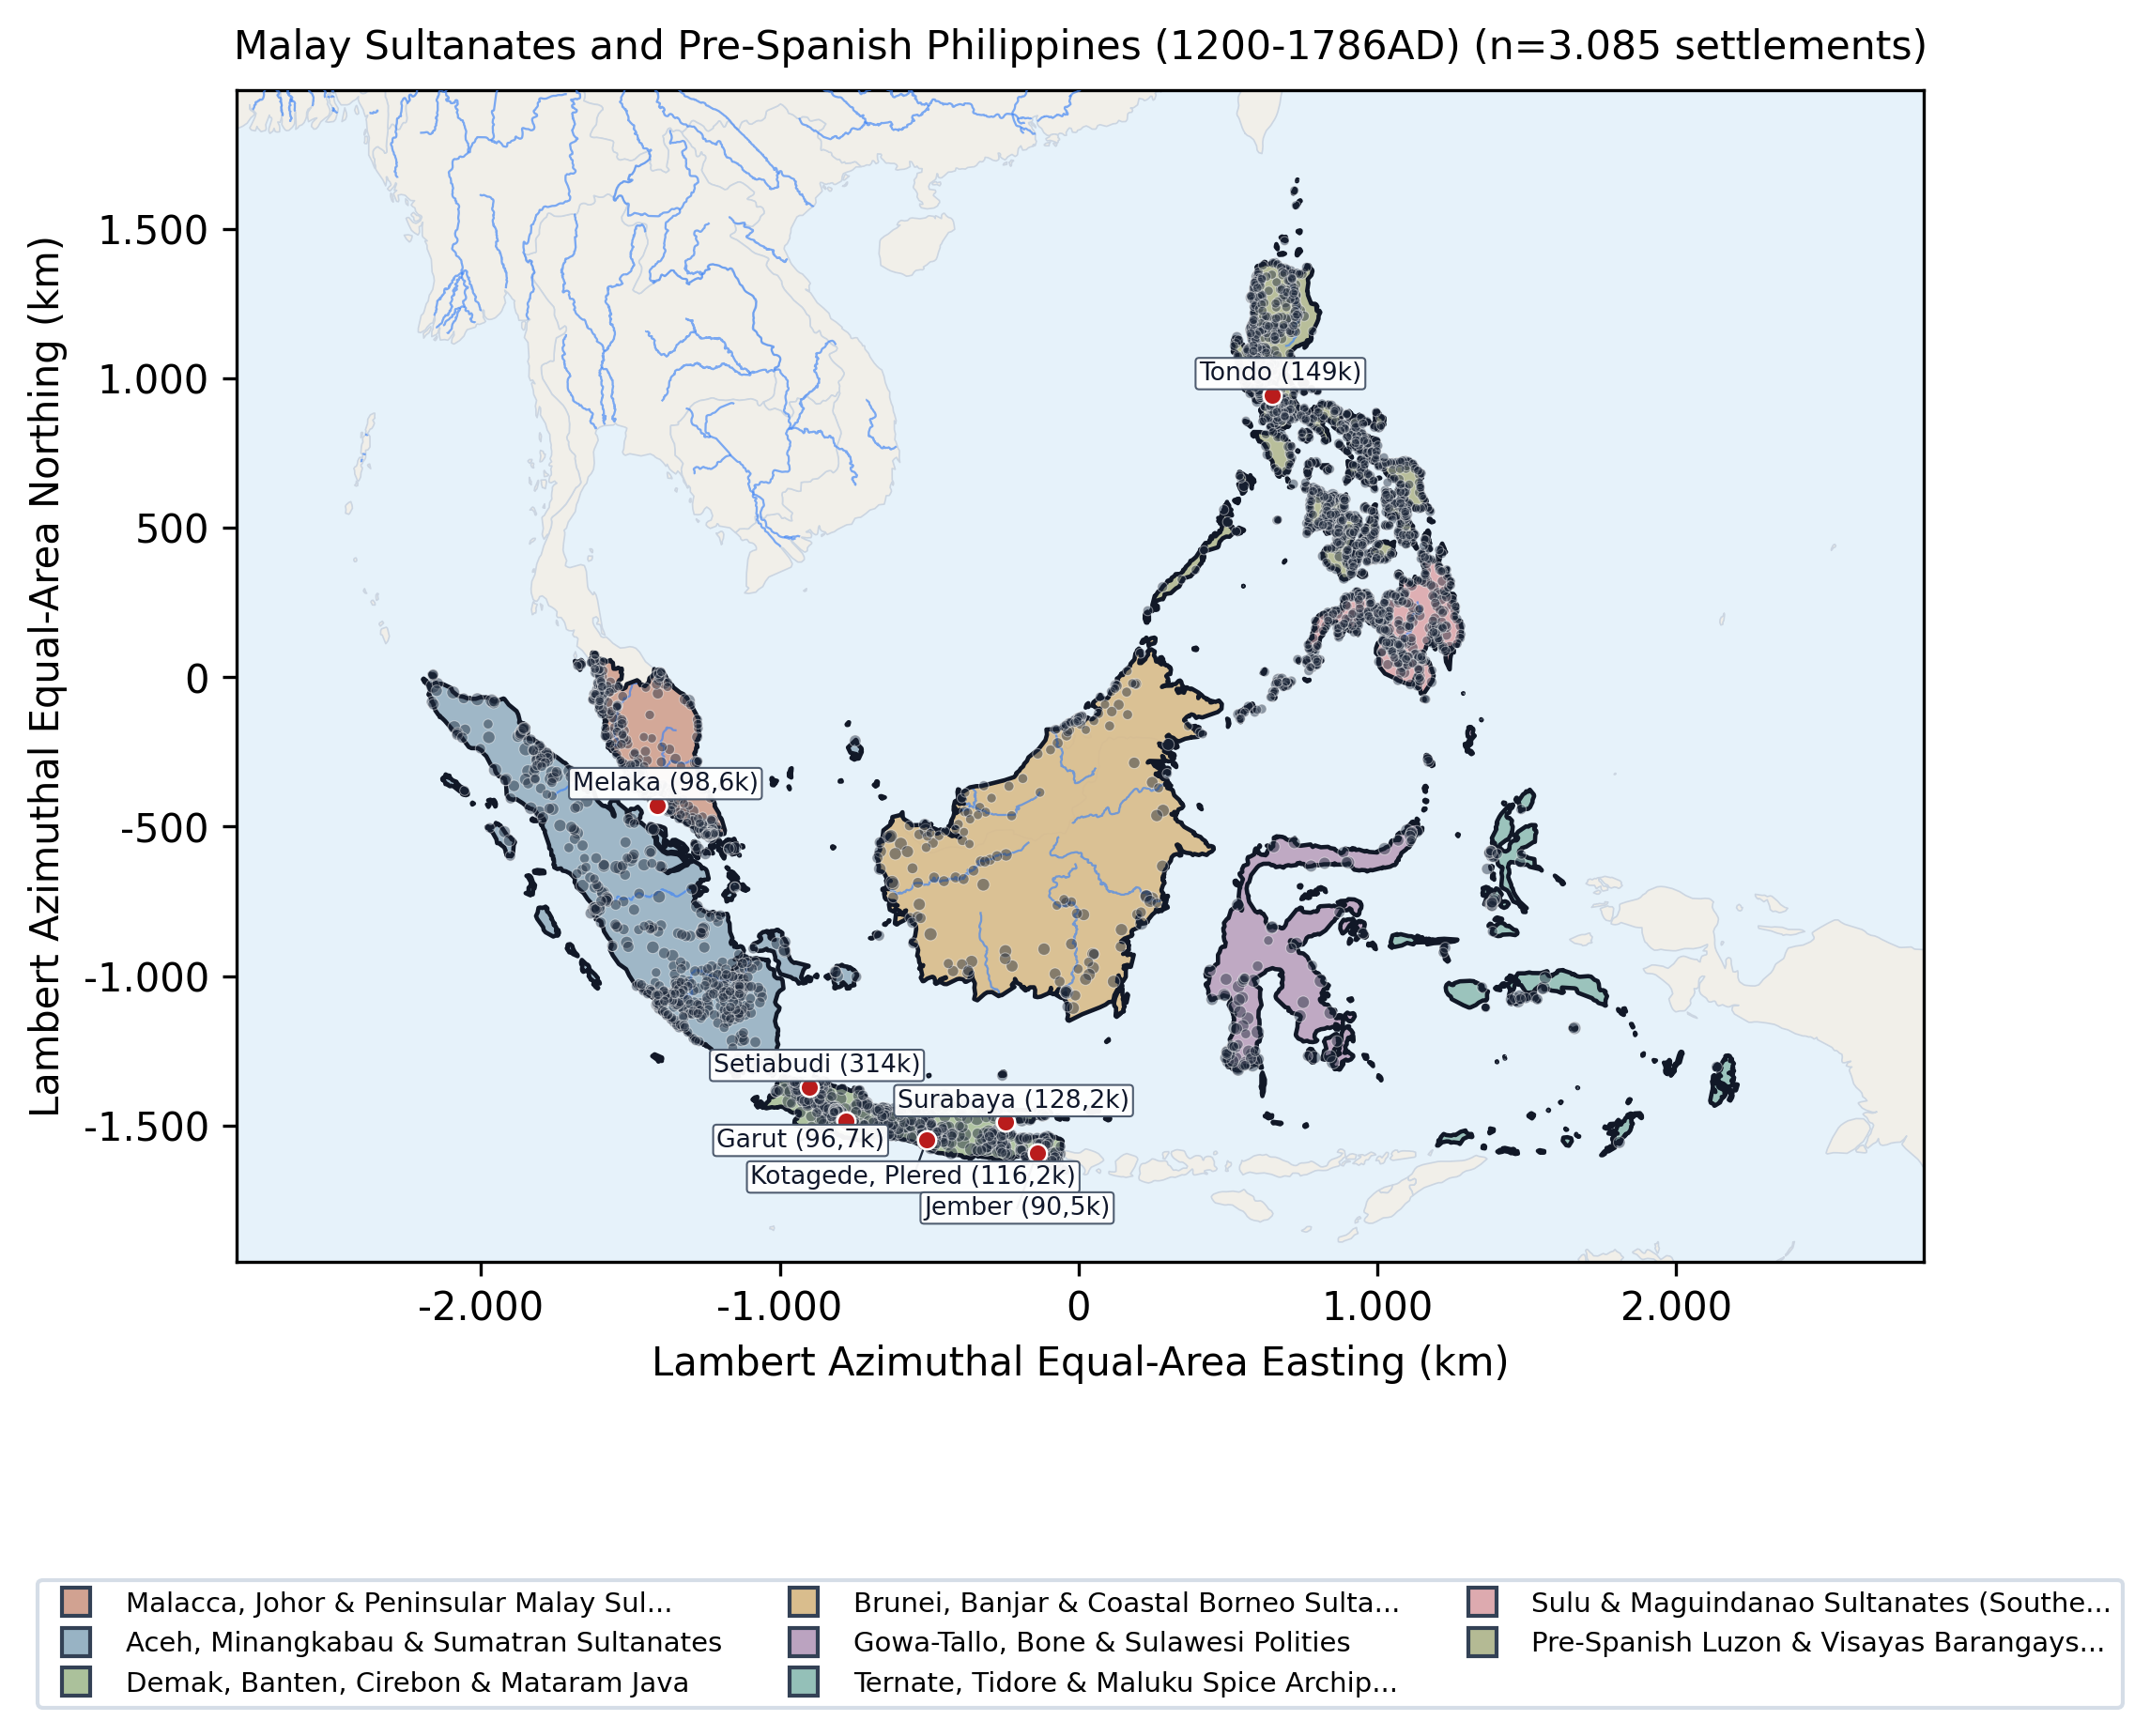 Malay Sultanates and Pre-Spanish Philippines (1200-1786AD) (n=3.085 settlements)
Lambert Azimuthal Equal-Area Northing (km)
1.500
1.000
500
0
-500
-1.000
-1.500
Tondo (149k)
Melaka (98,6k)
Setiabudi (314k)
Surabaya (128,2k)
Garut (96,7k)
Kotagede, Plered (116,2k)
Jember (90,5k)
-2.000
-1.000
0
1.000
2.000
Lambert Azimuthal Equal-Area Easting (km)
Malacca, Johor & Peninsular Malay Sul...
Aceh, Minangkabau & Sumatran Sultanates
Demak, Banten, Cirebon & Mataram Java
Brunei, Banjar & Coastal Borneo Sulta...
Gowa-Tallo, Bone & Sulawesi Polities
Ternate, Tidore & Maluku Spice Archip...
Sulu & Maguindanao Sultanates (Southe...
Pre-Spanish Luzon & Visayas Barangays...